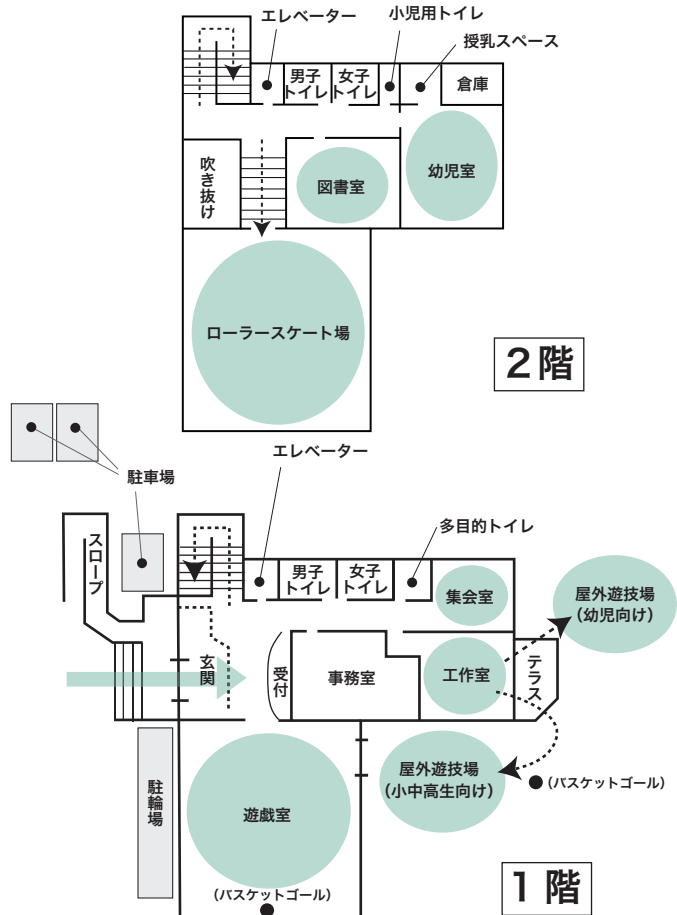 エレベーター
小児用トイレ
授乳スペース
男子
トイレ
女子
トイレ
倉庫
吹き抜け
図書室
幼児室
ローラースケート場
2階
駐車場
エレベーター
多目的トイレ
スロープ
男子
トイレ
女子
トイレ
集会室
屋外遊技場
(幼児向け)
玄関
受付
事務室
工作室
テラス
駐輪場
遊戯室
屋外遊技場
(小中高生向け)
(バスケットゴール)
(バスケットゴール)
1階